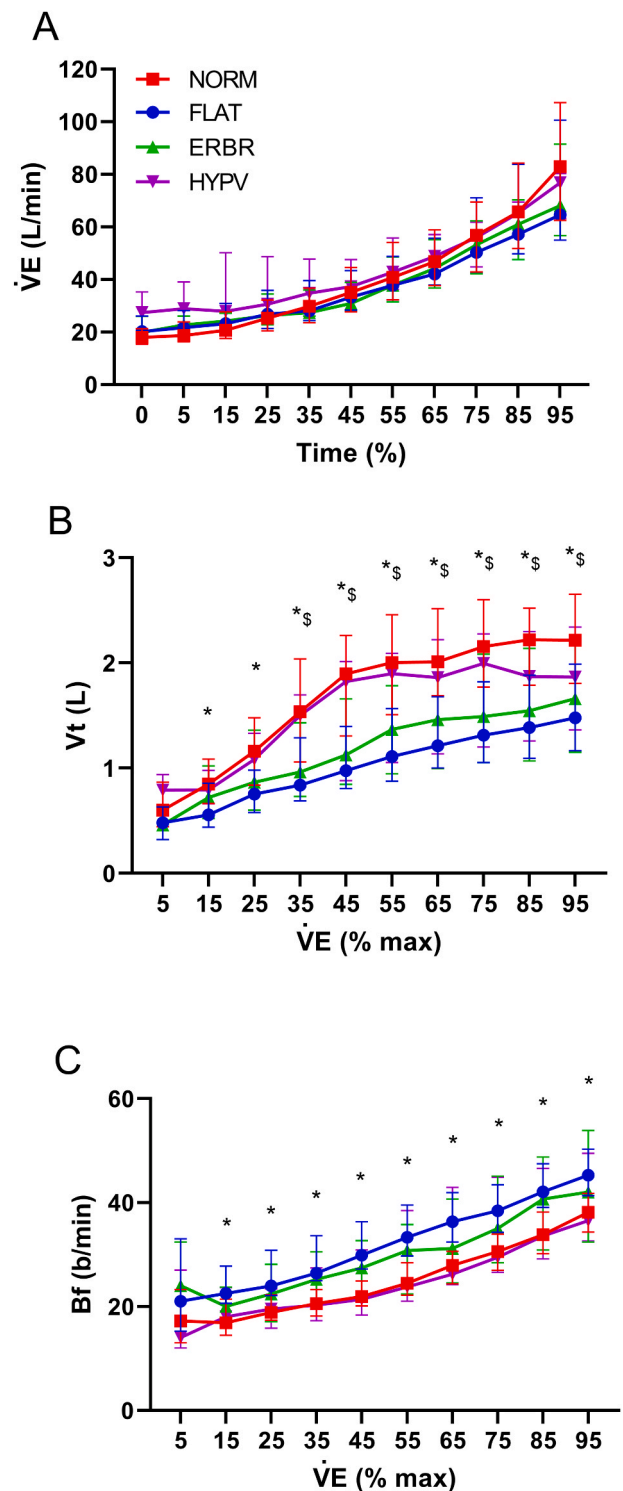 A
120
100
80
60
40
20
0
V̇E (L/min)
NORM
FLAT
ERBR
HYPV
0 5 15 25 35 45 55 65 75 85 95
Time (%)
B
3
2
1
0
Vt (L)
* * *$ *$ *$ *$ *$ *$ *$
5 15 25 35 45 55 65 75 85 95
V̇E (% max)
C
60
40
20
0
Bf (b/min)
* * * * * * * * *
5 15 25 35 45 55 65 75 85 95
V̇E (% max)